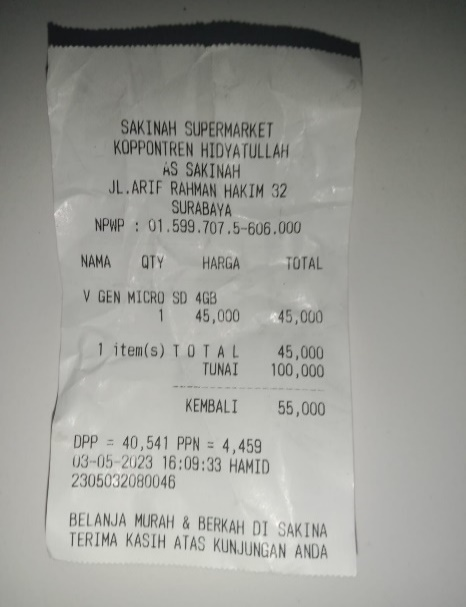 SAKINAH SUPERMARKET
KOPPONTREN HIDYATULLAH
AS SAKINAH
JL.ARIF RAHMAN HAKIM 32
SURABAYA
NPWP : 01.599.707.5-606.000
NAMA QTY HARGA TOTAL
V GEN MICRO SD 4GB
1 45,000 45,000
1 item(s) T O T A L 45,000
TUNAI 100,000
KEMBALI 55,000
DPP = 40,541 PPN = 4,459
03-05-2023 16:09:33 HAMID
2305032080046
BELANJA MURAH & BERKAH DI SAKINA
TERIMA KASIH ATAS KUNJUNGAN ANDA